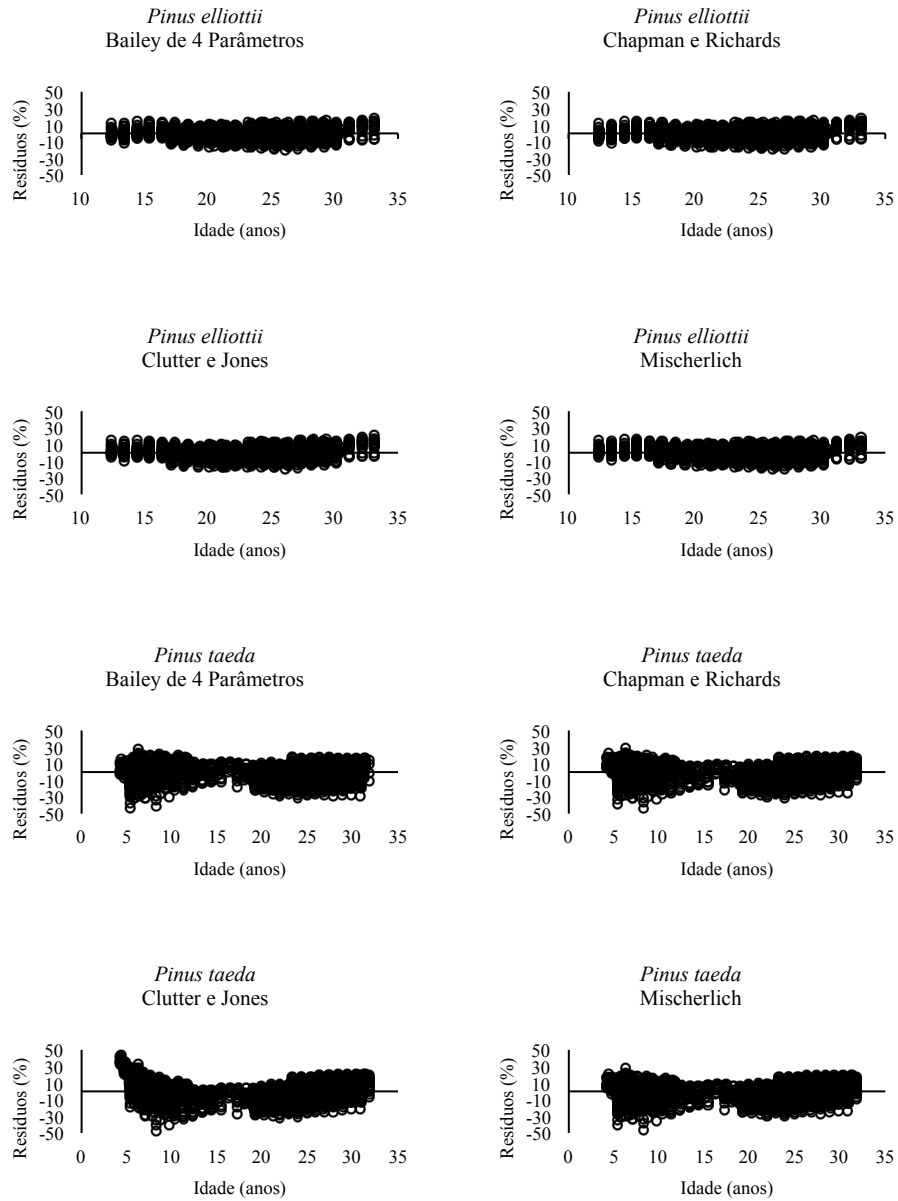 Pinus elliottii
Bailey de 4 Parâmetros
Resíduos (%)
50
30
10
-10
-30
-50
10 15 20 25 30 35
Idade (anos)
Pinus elliottii
Chapman e Richards
Resíduos (%)
50
30
10
-10
-30
-50
10 15 20 25 30 35
Idade (anos)
Pinus elliottii
Clutter e Jones
Resíduos (%)
50
30
10
-10
-30
-50
10 15 20 25 30 35
Idade (anos)
Pinus elliottii
Mischerlich
Resíduos (%)
50
30
10
-10
-30
-50
10 15 20 25 30 35
Idade (anos)
Pinus taeda
Bailey de 4 Parâmetros
Resíduos (%)
50
30
10
-10
-30
-50
0 5 10 15 20 25 30 35
Idade (anos)
Pinus taeda
Chapman e Richards
Resíduos (%)
50
30
10
-10
-30
-50
0 5 10 15 20 25 30 35
Idade (anos)
Pinus taeda
Clutter e Jones
Resíduos (%)
50
30
10
-10
-30
-50
0 5 10 15 20 25 30 35
Idade (anos)
Pinus taeda
Mischerlich
Resíduos (%)
50
30
10
-10
-30
-50
0 5 10 15 20 25 30 35
Idade (anos)